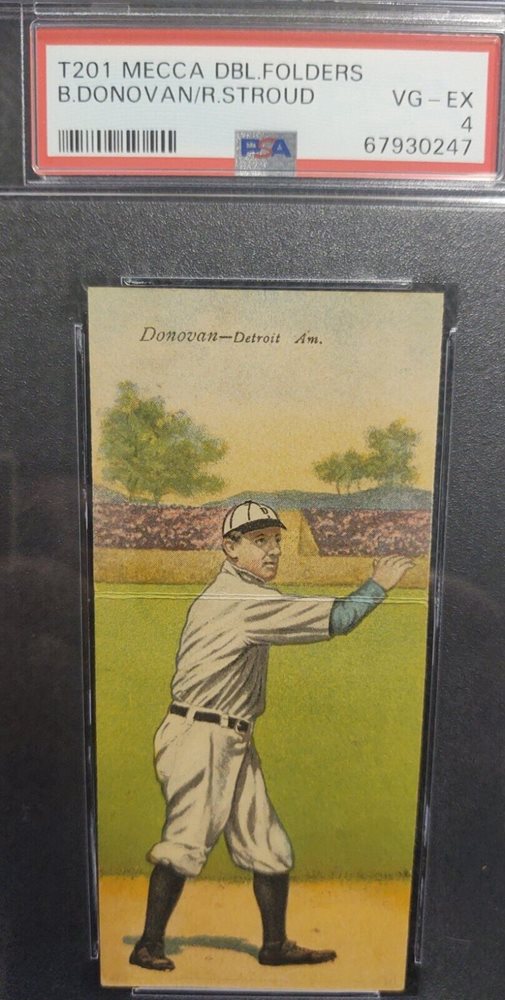 T201 MECCA DBL.FOLDERS
B.DONOVAN/R.STROUD VG-EX
4
PSA 67930247
Donovan—Detroit Am.